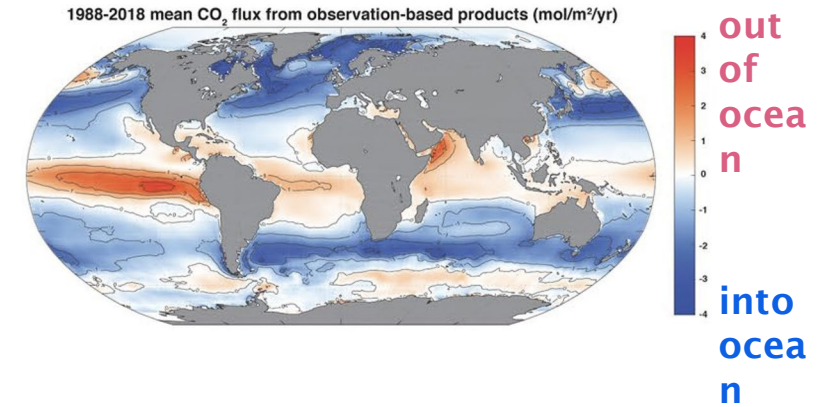 1988-2018 mean CO₂ flux from observation-based products (mol/m²/yr)
4
3
2
1
0
-1
-2
-3
-4
out
of
ocea
n
into
ocea
n